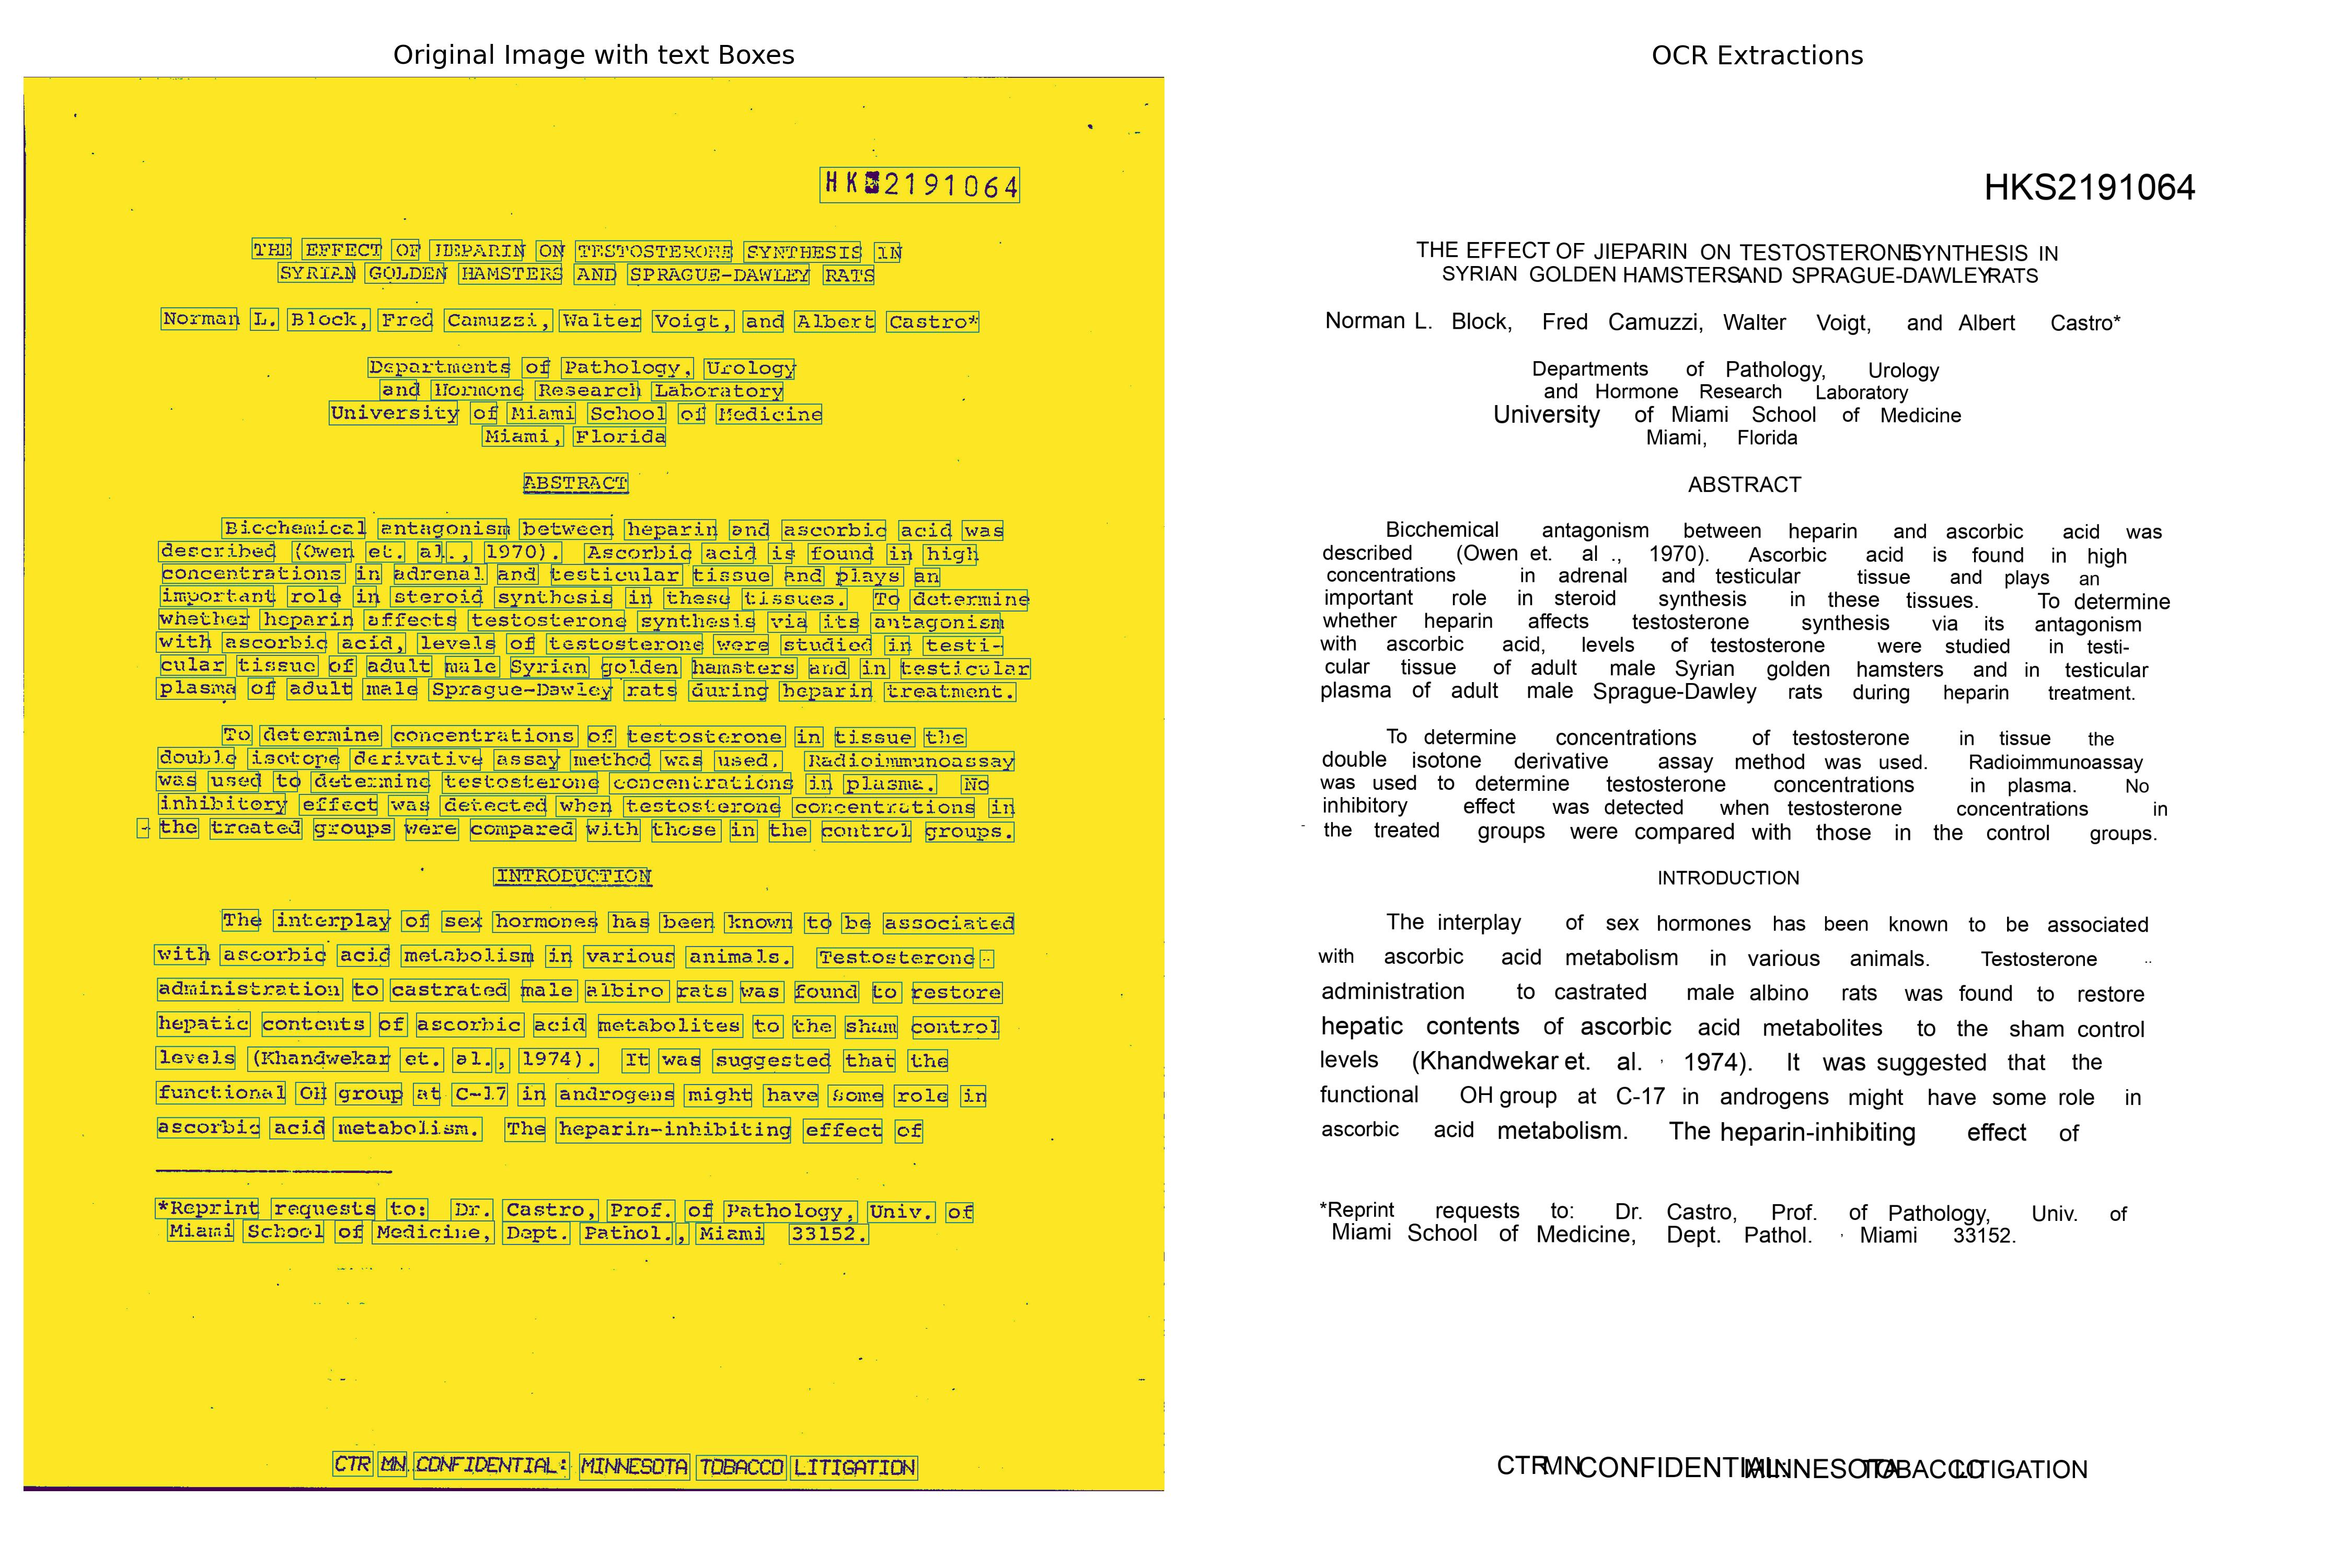 Original Image with text Boxes
HKS2191064
THE EFFECT OF HEPARIN ON TESTOSTERONE SYNTHESIS IN
SYRIAN GOLDEN HAMSTERS AND SPRAGUE-DAWLEY RATS
Norman L. Block, Fred Camuzzi, Walter Voigt, and Albert Castro*
Departments of Pathology, Urology
and Hormone Research Laboratory
University of Miami School of Medicine
Miami, Florida
ABSTRACT
Biochemical antagonism between heparin and ascorbic acid was
described (Owen et. al., 1970). Ascorbic acid is found in high
concentrations in adrenal and testicular tissue and plays an
important role in steroid synthesis in these tissues. To determine
whether heparin affects testosterone synthesis via its antagonism
with ascorbic acid, levels of testosterone were studied in testi-
cular tissue of adult male Syrian golden hamsters and in testicular
plasma of adult male Sprague-Dawley rats during heparin treatment.
To determine concentrations of testosterone in tissue the
double isotope derivative assay method was used. Radioimmunoassay
was used to determine testosterone concentrations in plasma. No
inhibitory effect was detected when testosterone concentrations in
the treated groups were compared with those in the control groups.
INTRODUCTION
The interplay of sex hormones has been known to be associated
with ascorbic acid metabolism in various animals. Testosterone
administration to castrated male albino rats was found to restore
hepatic contents of ascorbic acid metabolites to the sham control
levels (Khandwekar et. al., 1974). It was suggested that the
functional OH group at C-17 in androgens might have some role in
ascorbic acid metabolism. The heparin-inhibiting effect of
*Reprint requests to: Dr. Castro, Prof. of Pathology, Univ. of
Miami School of Medicine, Dept. Pathol., Miami 33152.
CTR MN CONFIDENTIAL: MINNESOTA TOBACCO LITIGATION
OCR Extractions
HKS2191064
THE EFFECT OF JIEPARIN ON TESTOSTERONE SYNTHESIS IN
SYRIAN GOLDEN HAMSTERS AND SPRAGUE-DAWLEY RATS
Norman L. Block, Fred Camuzzi, Walter Voigt, and Albert Castro*
Departments of Pathology, Urology
and Hormone Research Laboratory
University of Miami School of Medicine
Miami, Florida
ABSTRACT
Bicchemical antagonism between heparin and ascorbic acid was
described (Owen et. al ., 1970). Ascorbic acid is found in high
concentrations in adrenal and testicular tissue and plays an
important role in steroid synthesis in these tissues. To determine
whether heparin affects testosterone synthesis via its antagonism
with ascorbic acid, levels of testosterone were studied in testi-
cular tissue of adult male Syrian golden hamsters and in testicular
plasma of adult male Sprague-Dawley rats during heparin treatment.
To determine concentrations of testosterone in tissue the
double isotone derivative assay method was used. Radioimmunoassay
was used to determine testosterone concentrations in plasma. No
inhibitory effect was detected when testosterone concentrations in
- the treated groups were compared with those in the control groups.
INTRODUCTION
The interplay of sex hormones has been known to be associated
with ascorbic acid metabolism in various animals. Testosterone ..
administration to castrated male albino rats was found to restore
hepatic contents of ascorbic acid metabolites to the sham control
levels (Khandwekar et. al. , 1974). It was suggested that the
functional OH group at C-17 in androgens might have some role in
ascorbic acid metabolism. The heparin-inhibiting effect of
*Reprint requests to: Dr. Castro, Prof. of Pathology, Univ. of
Miami School of Medicine, Dept. Pathol. , Miami 33152.
CTR MN CONFIDENTIAL: MINNESOTA TOBACCO LITIGATION